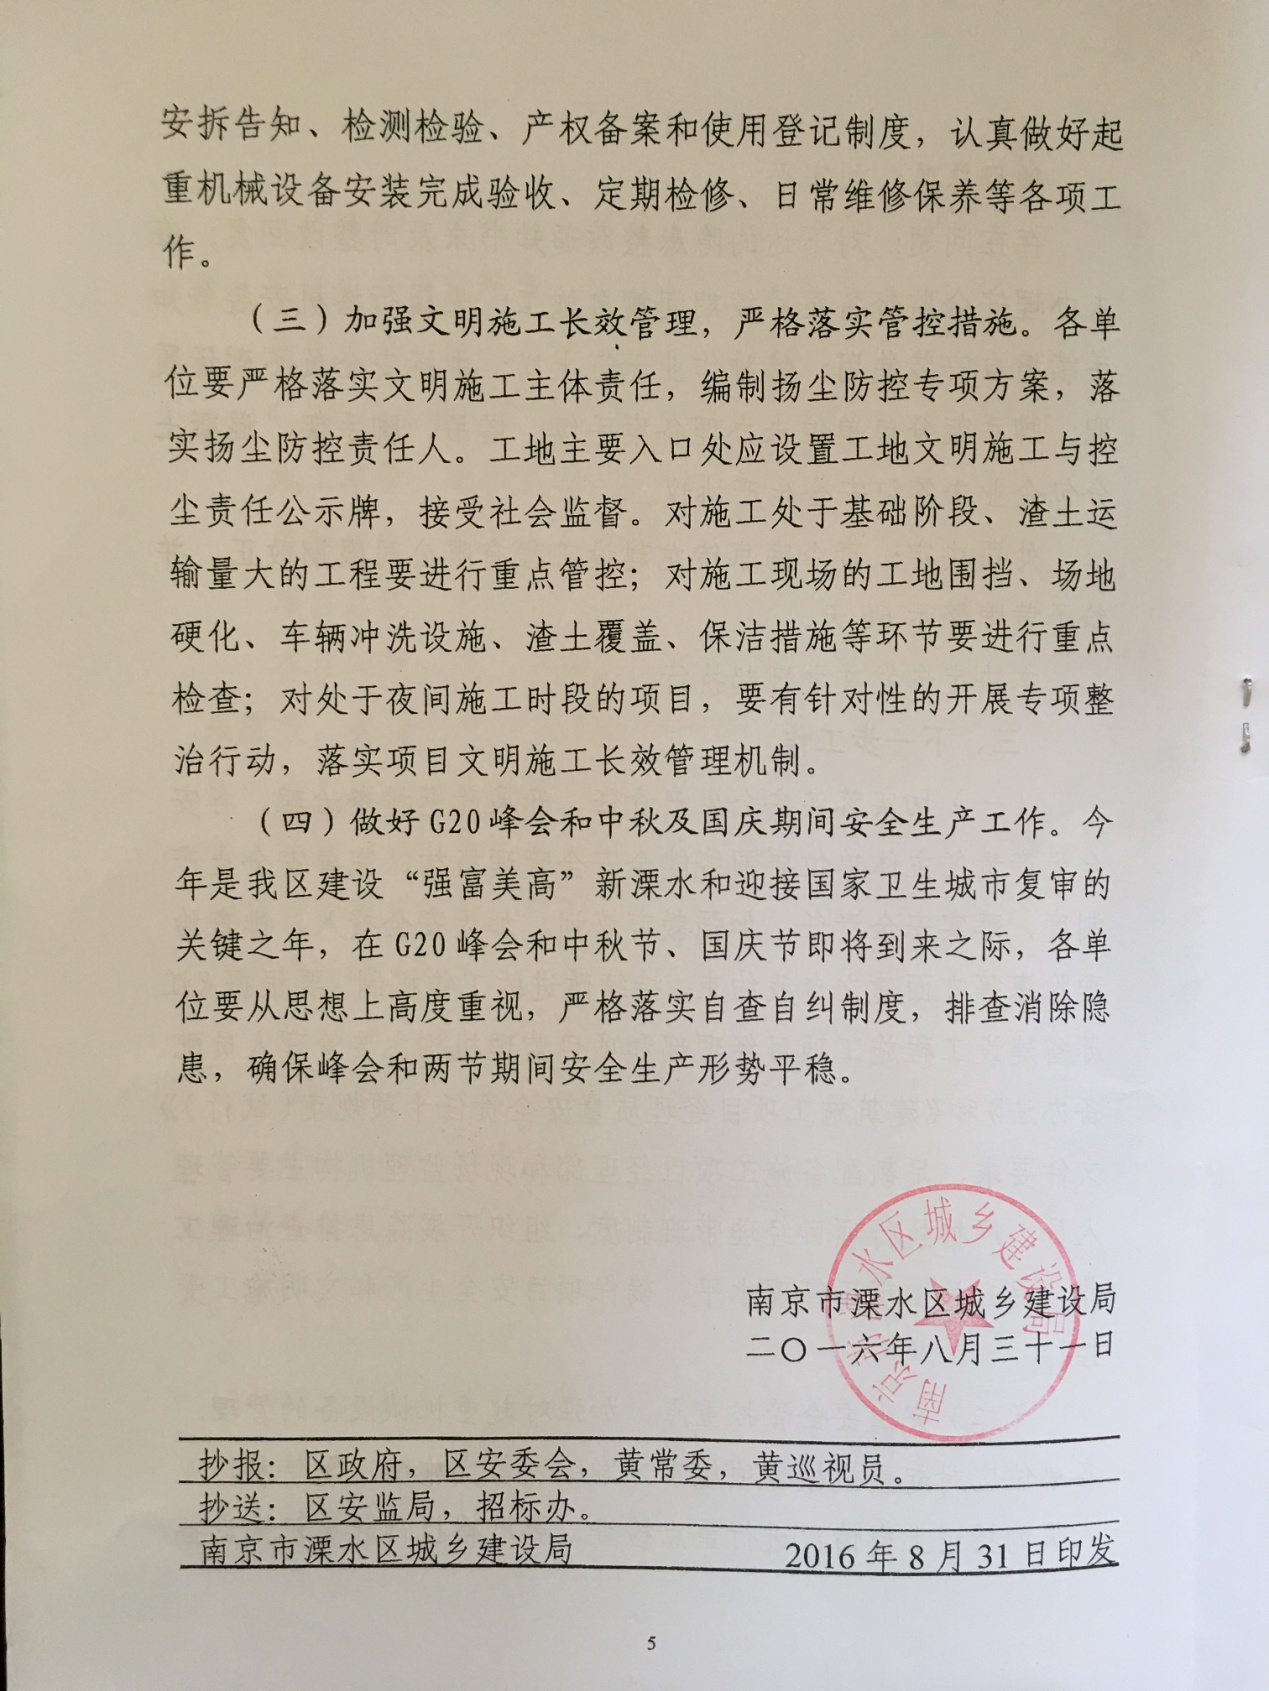 安拆告知、检测检验、产权备案和使用登记制度，认真做好起
重机械设备安装完成验收、定期检修、日常维修保养等各项工
作。
（三）加强文明施工长效管理，严格落实管控措施。各单
位要严格落实文明施工主体责任，编制扬尘防控专项方案，落
实扬尘防控责任人。工地主要入口处应设置工地文明施工与控
尘责任公示牌，接受社会监督。对施工处于基础阶段、渣土运
输量大的工程要进行重点管控；对施工现场的工地围挡、场地
硬化、车辆冲洗设施、渣土覆盖、保洁措施等环节要进行重点
检查；对处于夜间施工时段的项目，要有针对性的开展专项整
治行动，落实项目文明施工长效管理机制。
（四）做好G20峰会和中秋及国庆期间安全生产工作。今
年是我区建设“强富美高”新溧水和迎接国家卫生城市复审的
关键之年，在G20峰会和中秋节、国庆节即将到来之际，各单
位要从思想上高度重视，严格落实自查自纠制度，排查消除隐
患，确保峰会和两节期间安全生产形势平稳。
南京市溧水区城乡建设局
南京市溧水区城乡建设局
二〇一六年八月三十一日
抄报：区政府，区安委会，黄常委，黄巡视员。
抄送：区安监局，招标办。
南京市溧水区城乡建设局 2016年8月31日印发
5